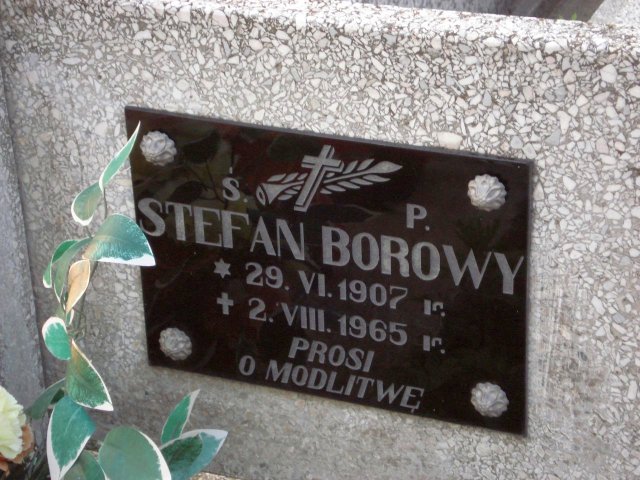 Ś. P.
STEFAN BOROWY
* 29. VI. 1907 r.
+ 2. VIII. 1965 r.
PROSI
O MODLITWĘ